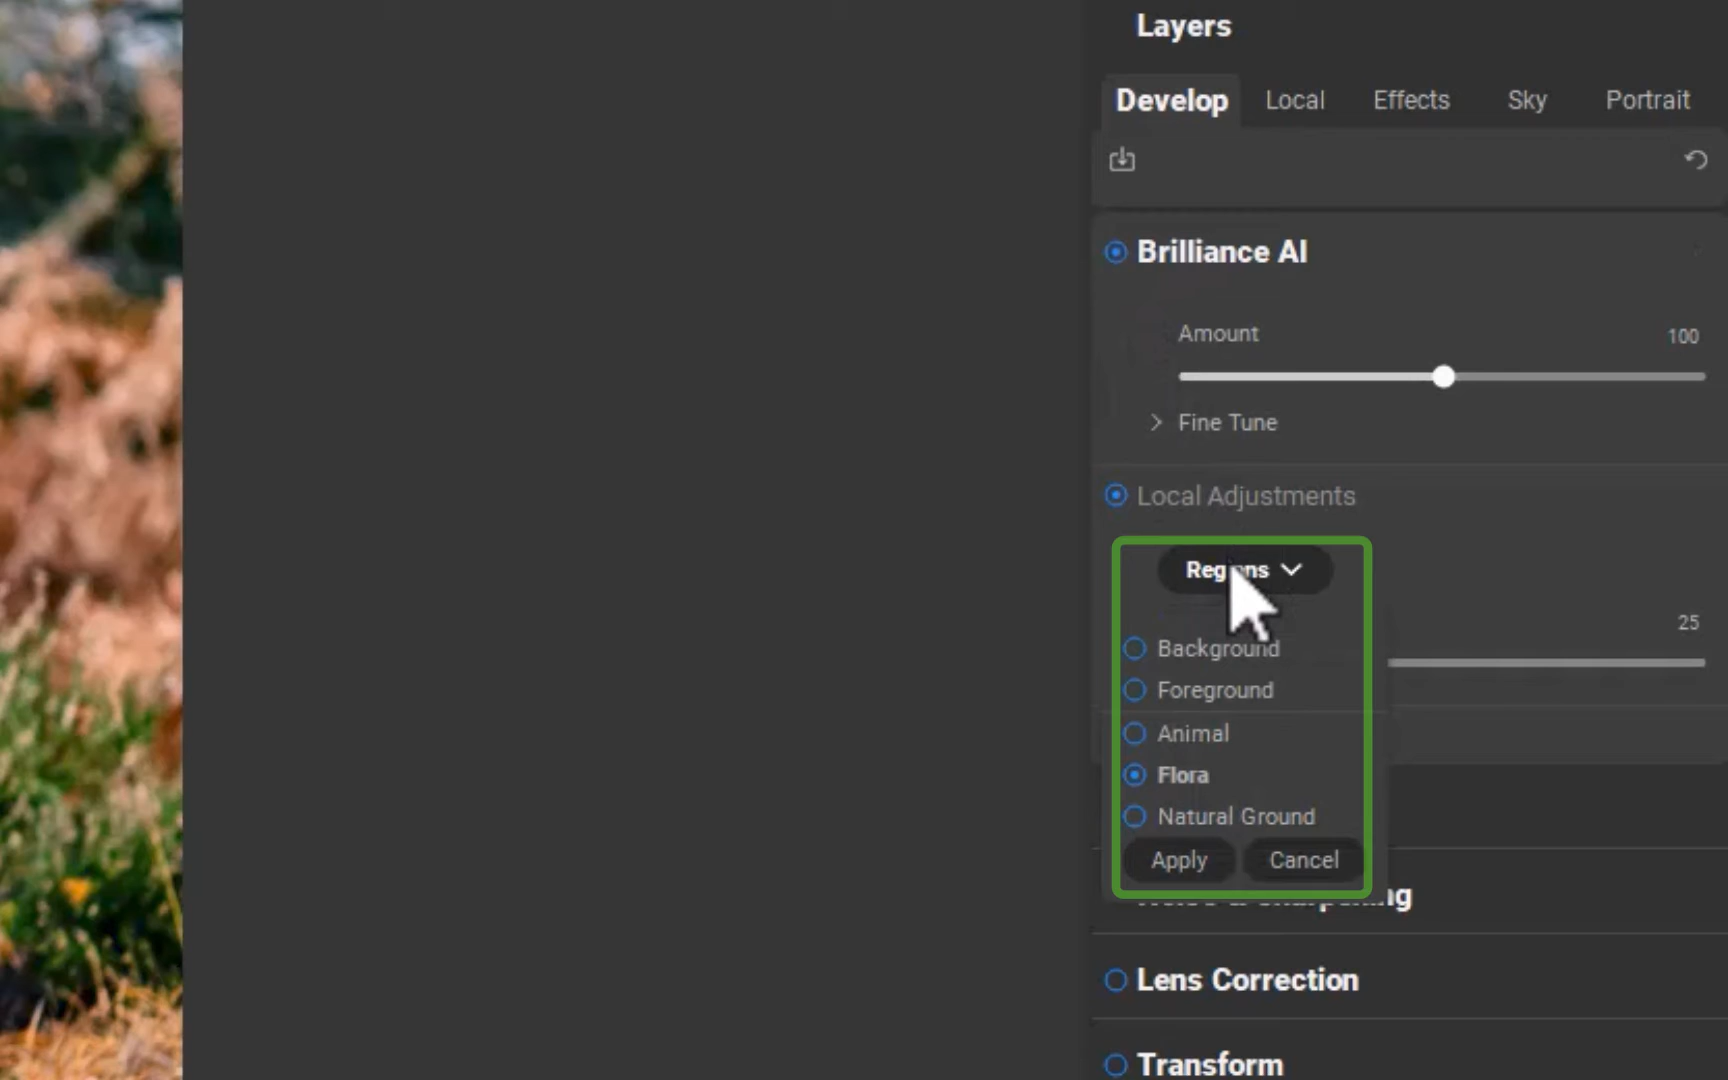 Layers
Develop Local Effects Sky Portrait
Brilliance AI
Amount 100
Fine Tune
Local Adjustments
Regions
25
Background
Foreground
Animal
Flora
Natural Ground
Apply Cancel
Lens Correction
Transform